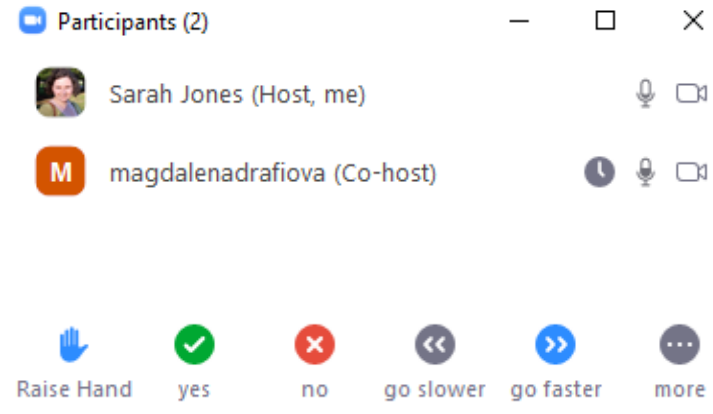 Participants (2)
Sarah Jones (Host, me)
M magdalenadrafiova (Co-host)
Raise Hand yes no go slower go faster more